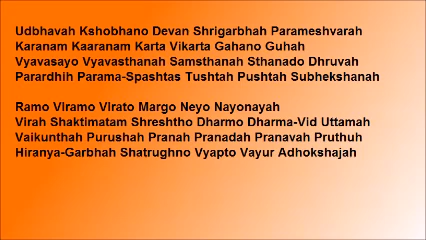 Udbhavah Kshobhano Devan Shrigarbhah Parameshvarah
Karanam Kaaranam Karta Vikarta Gahano Guhah
Vyavasayo Vyavasthanah Samsthanah Sthanado Dhruvah
Parardhih Parama-Spashtas Tushtah Pushtah Subhekshanah

Ramo VIramo Virato Margo Neyo Nayonayah
Virah Shaktimatam Shreshtho Dharmo Dharma-Vid Uttamah
Vaikunthah Purushah Pranah Pranadah Pranavah Pruthuh
Hiranya-Garbhah Shatrughno Vyapto Vayur Adhokshajah